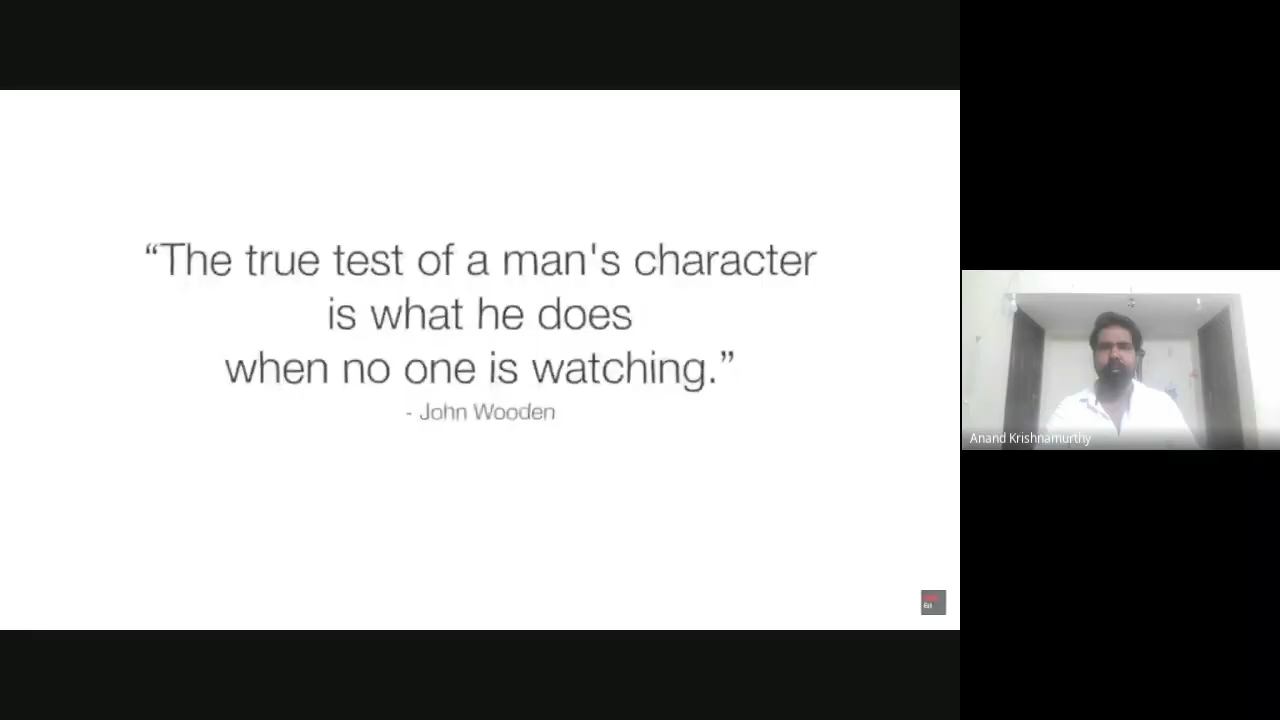 “The true test of a man's character
is what he does
when no one is watching.”
- John Wooden
Anand Krishnamurthy
Ed